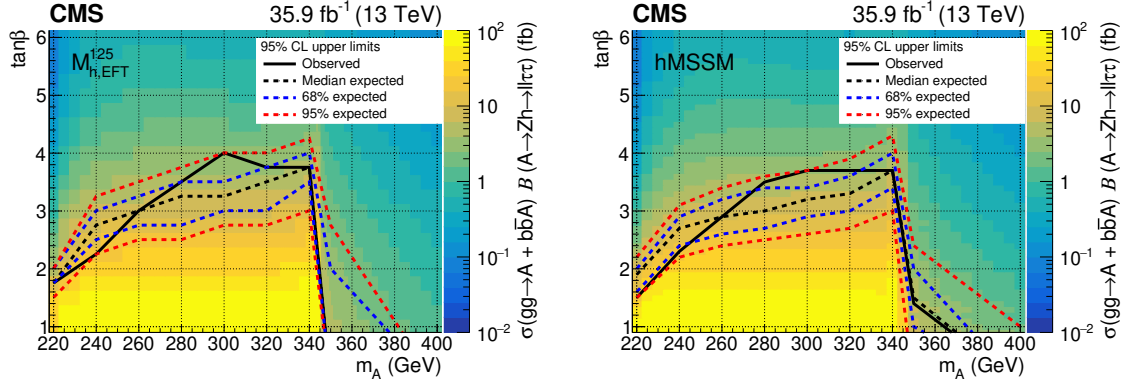 CMS
35.9 fb⁻¹ (13 TeV)
tanβ
M^{125}_{h,EFT}
95% CL upper limits
Observed
Median expected
68% expected
95% expected
6
5
4
3
2
1
220 240 260 280 300 320 340 360 380 400
m_A (GeV)
10²
10
1
10⁻¹
10⁻²
σ(gg→A + bb̄A) B (A→Zh→llττ) (fb)
CMS
35.9 fb⁻¹ (13 TeV)
tanβ
hMSSM
95% CL upper limits
Observed
Median expected
68% expected
95% expected
6
5
4
3
2
1
220 240 260 280 300 320 340 360 380 400
m_A (GeV)
10²
10
1
10⁻¹
10⁻²
σ(gg→A + bb̄A) B (A→Zh→llττ) (fb)